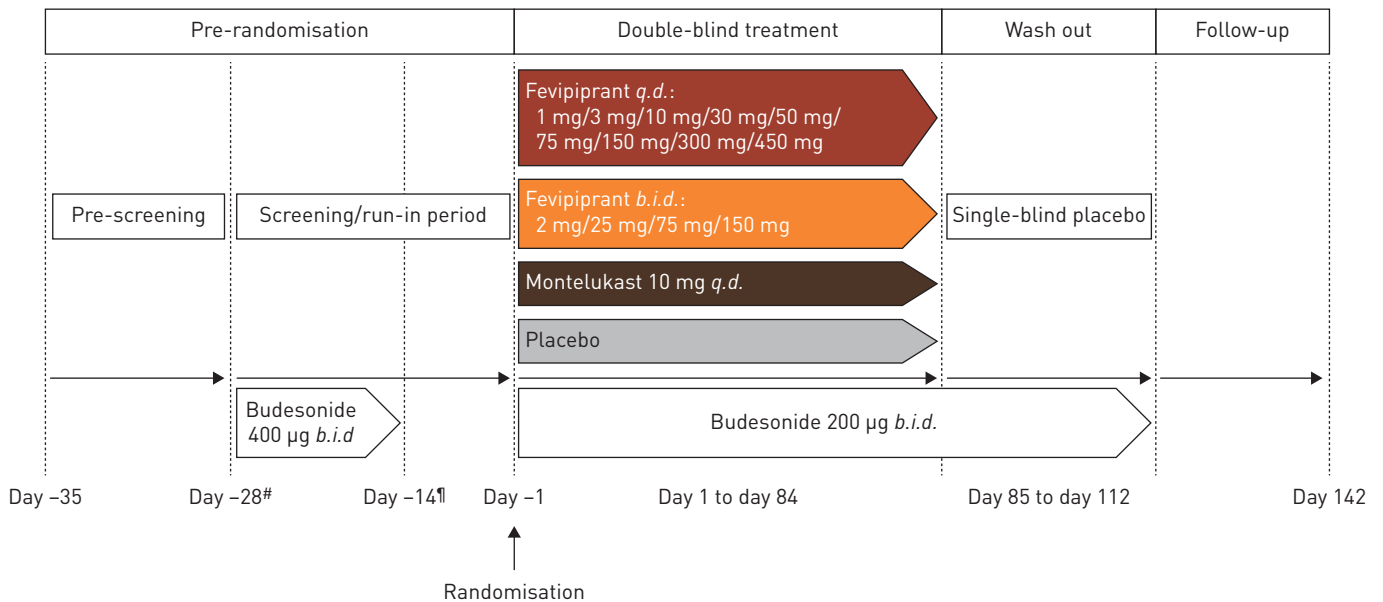 Pre-randomisation
Double-blind treatment
Wash out
Follow-up
Fevipiprant q.d.:
1 mg/3 mg/10 mg/30 mg/50 mg/
75 mg/150 mg/300 mg/450 mg
Pre-screening
Screening/run-in period
Fevipiprant b.i.d.:
2 mg/25 mg/75 mg/150 mg
Single-blind placebo
Montelukast 10 mg q.d.
Placebo
Budesonide
400 µg b.i.d
Budesonide 200 µg b.i.d.
Day –35
Day –28#
Day –14¶
Day –1
Day 1 to day 84
Day 85 to day 112
Day 142
Randomisation